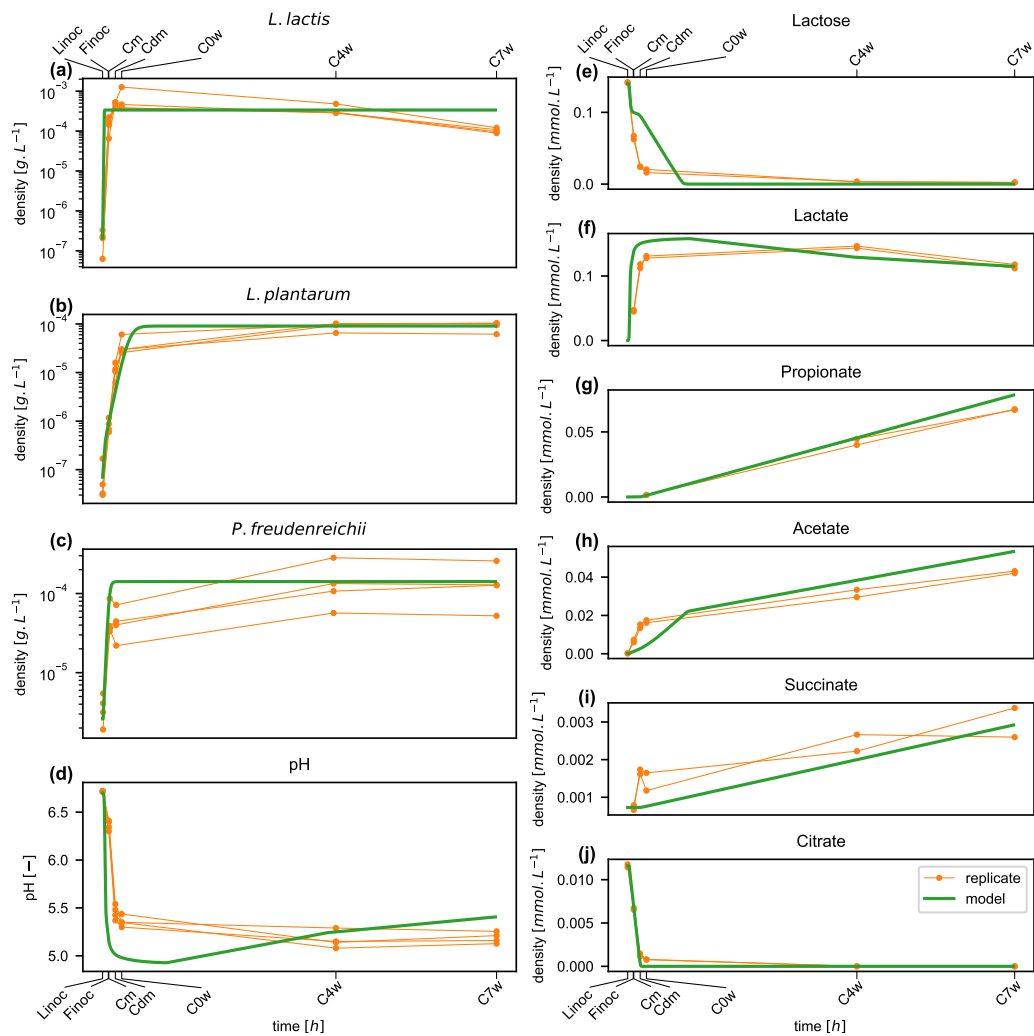 L. lactis
Linoc
Finoc
Cm
Cdm
C0w
C4w
C7w
(a)
density [g.L⁻¹]
10⁻³
10⁻⁴
10⁻⁵
10⁻⁶
10⁻⁷
L. plantarum
(b)
density [g.L⁻¹]
10⁻⁴
10⁻⁵
10⁻⁶
10⁻⁷
P. freudenreichii
(c)
density [g.L⁻¹]
10⁻⁴
10⁻⁵
pH
(d)
pH [−]
6.5
6.0
5.5
5.0
Linoc
Finoc
Cm
Cdm
C0w
C4w
C7w
time [h]
Lactose
Linoc
Finoc
Cm
Cdm
C0w
C4w
C7w
(e)
density [mmol.L⁻¹]
0.1
0.0
Lactate
(f)
density [mmol.L⁻¹]
0.1
0.0
Propionate
(g)
density [mmol.L⁻¹]
0.05
0.00
Acetate
(h)
density [mmol.L⁻¹]
0.04
0.02
0.00
Succinate
(i)
density [mmol.L⁻¹]
0.003
0.002
0.001
Citrate
(j)
density [mmol.L⁻¹]
0.010
0.005
0.000
replicate
model
Linoc
Finoc
Cm
Cdm
C0w
C4w
C7w
time [h]